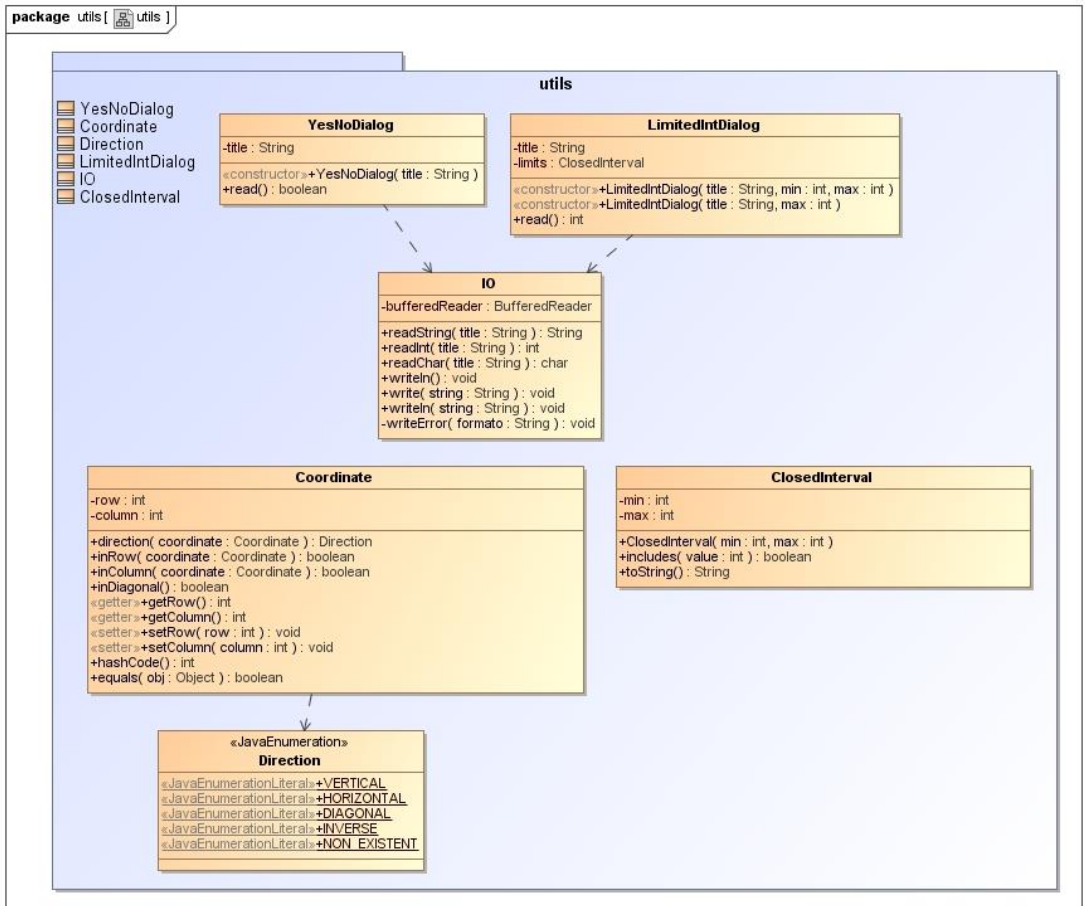 package utils [ utils ]
utils
YesNoDialog
Coordinate
Direction
LimitedIntDialog
IO
ClosedInterval
YesNoDialog
-title : String
«constructor»+YesNoDialog( title : String )
+read() : boolean
LimitedIntDialog
-title : String
-limits : ClosedInterval
«constructor»+LimitedIntDialog( title : String, min : int, max : int )
«constructor»+LimitedIntDialog( title : String, max : int )
+read() : int
IO
-bufferedReader : BufferedReader
+readString( title : String ) : String
+readInt( title : String ) : int
+readChar( title : String ) : char
+writeln() : void
+write( string : String ) : void
+writeln( string : String ) : void
-writeError( formato : String ) : void
Coordinate
-row : int
-column : int
+direction( coordinate : Coordinate ) : Direction
+inRow( coordinate : Coordinate ) : boolean
+inColumn( coordinate : Coordinate ) : boolean
+inDiagonal() : boolean
«getter»+getRow() : int
«getter»+getColumn() : int
«setter»+setRow( row : int ) : void
«setter»+setColumn( column : int ) : void
+hashCode() : int
+equals( obj : Object ) : boolean
ClosedInterval
-min : int
-max : int
+ClosedInterval( min : int, max : int )
+includes( value : int ) : boolean
+toString() : String
«JavaEnumeration»
Direction
«JavaEnumerationLiteral»+VERTICAL
«JavaEnumerationLiteral»+HORIZONTAL
«JavaEnumerationLiteral»+DIAGONAL
«JavaEnumerationLiteral»+INVERSE
«JavaEnumerationLiteral»+NON_EXISTENT